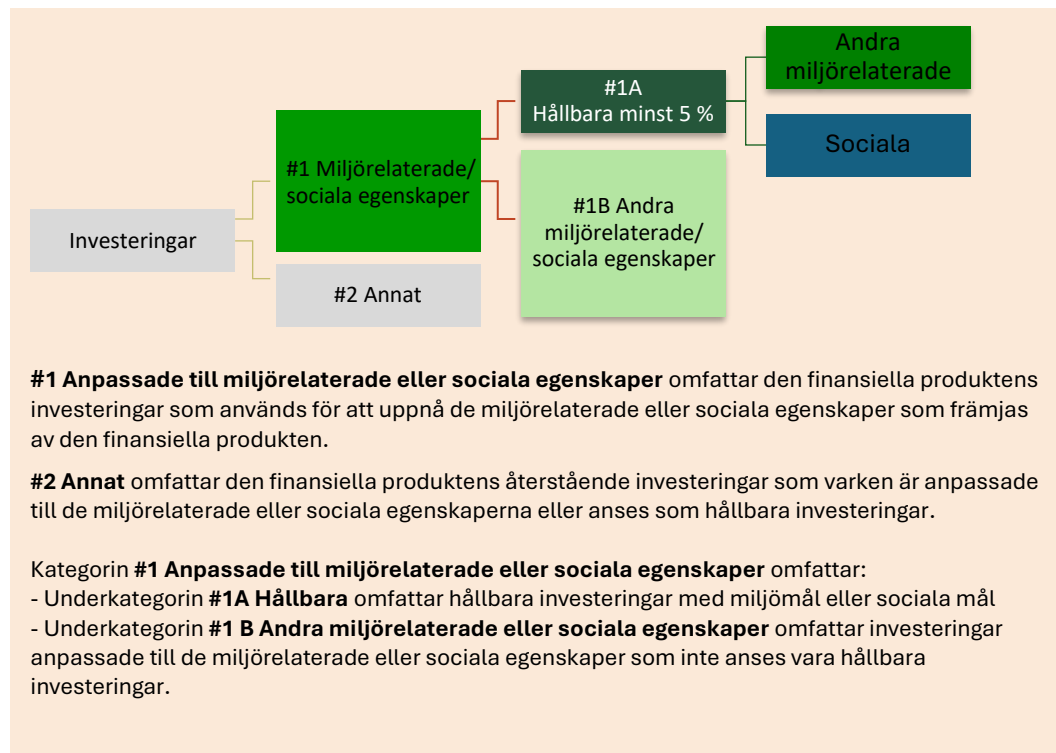 Investeringar
#1 Miljörelaterade/
sociala egenskaper
#2 Annat
#1A
Hållbara minst 5 %
#1B Andra
miljörelaterade/
sociala egenskaper
Andra
miljörelaterade
Sociala
#1 Anpassade till miljörelaterade eller sociala egenskaper omfattar den finansiella produktens
investeringar som används för att uppnå de miljörelaterade eller sociala egenskaper som främjas
av den finansiella produkten.
#2 Annat omfattar den finansiella produktens återstående investeringar som varken är anpassade
till de miljörelaterade eller sociala egenskaperna eller anses som hållbara investeringar.
Kategorin #1 Anpassade till miljörelaterade eller sociala egenskaper omfattar:
- Underkategorin #1A Hållbara omfattar hållbara investeringar med miljömål eller sociala mål
- Underkategorin #1 B Andra miljörelaterade eller sociala egenskaper omfattar investeringar
anpassade till de miljörelaterade eller sociala egenskaper som inte anses vara hållbara
investeringar.